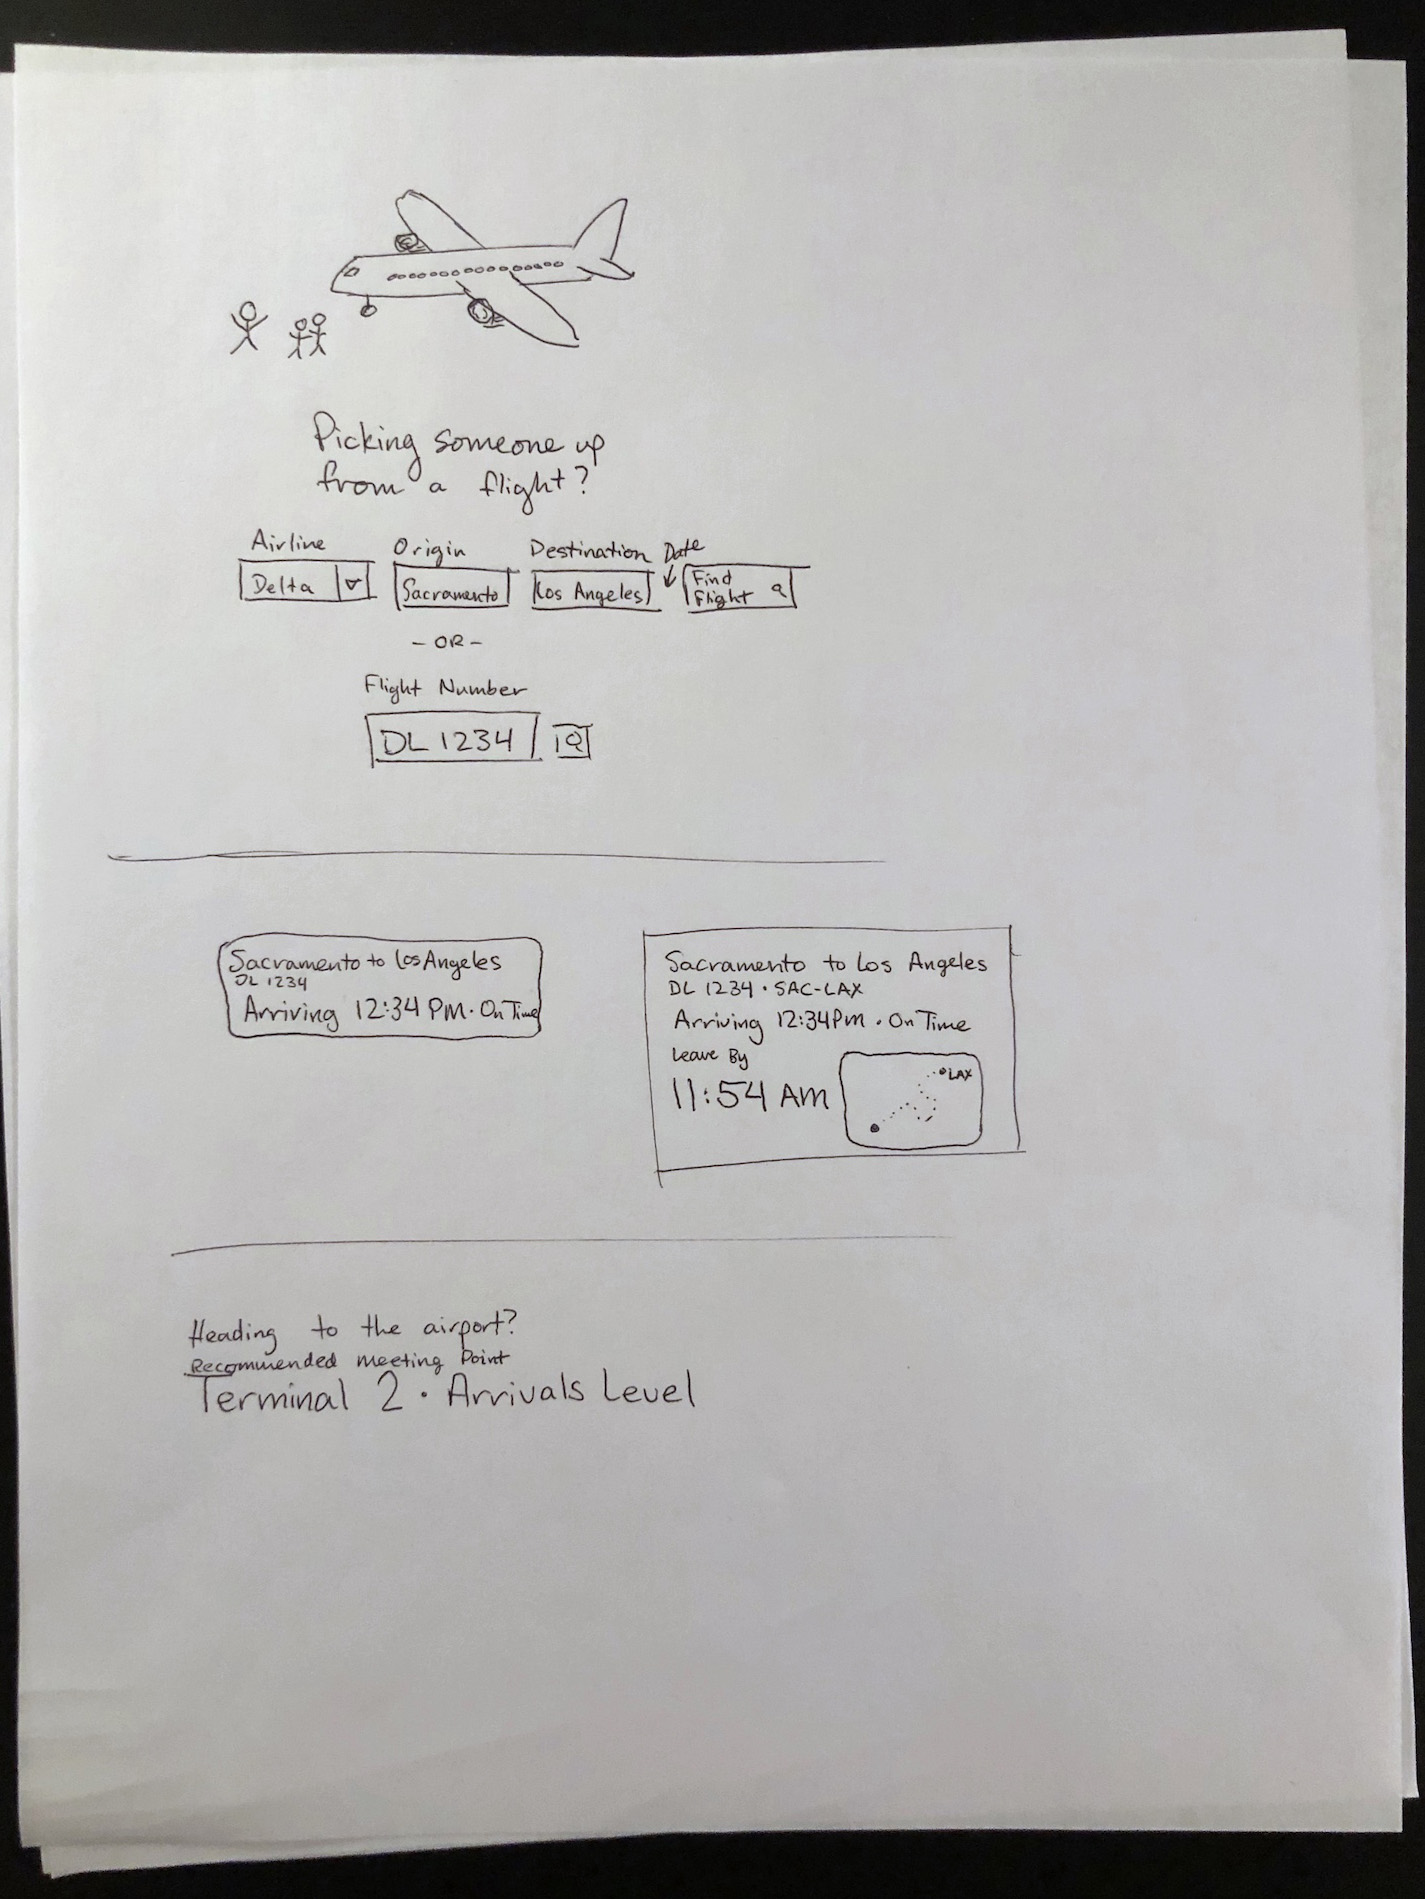 Picking someone up
from a flight?
Airline
Origin
Destination
Date
Delta
Sacramento
Los Angeles
Find
Flight
- OR -
Flight Number
DL 1234
Sacramento to Los Angeles
DL 1234
Arriving 12:34 PM · On Time
Sacramento to Los Angeles
DL 1234 · SAC-LAX
Arriving 12:34PM · On Time
Leave By
11:54 AM
LAX
Heading to the airport?
Recommended meeting Point
Terminal 2 · Arrivals Level